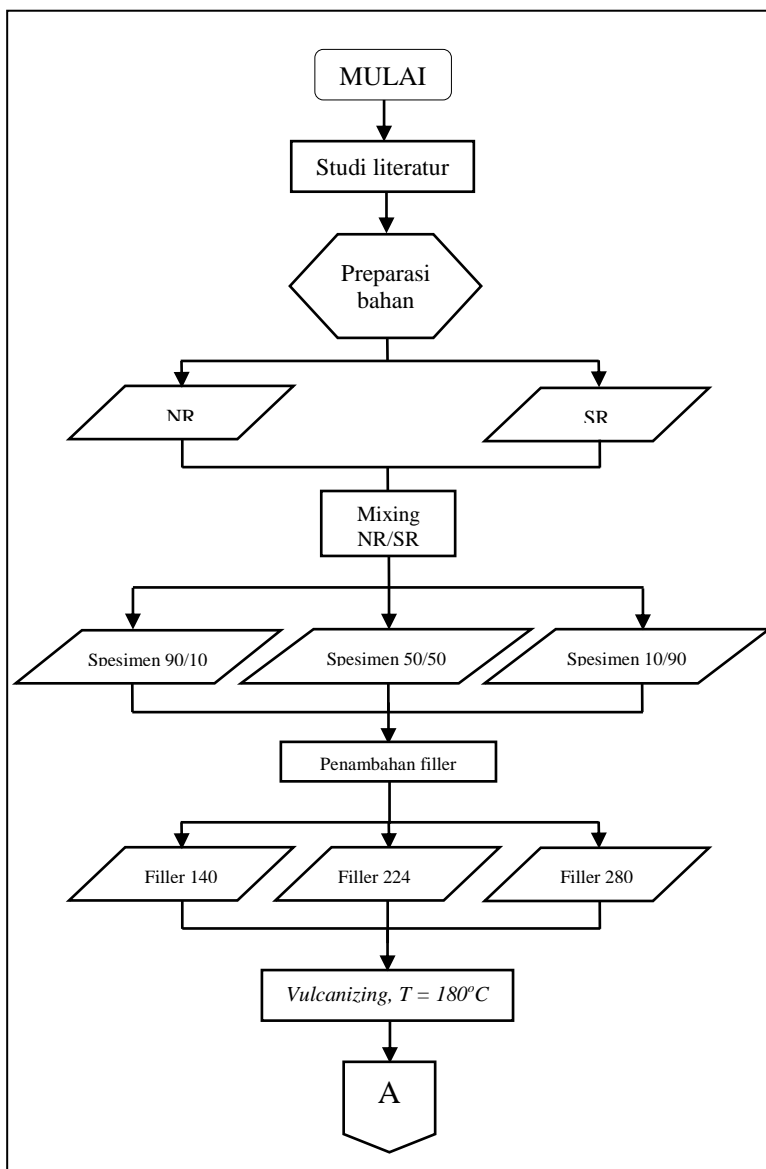 MULAI
Studi literatur
Preparasi
bahan
NR
SR
Mixing
NR/SR
Spesimen 90/10
Spesimen 50/50
Spesimen 10/90
Penambahan filler
Filler 140
Filler 224
Filler 280
Vulcanizing, T = 180°C
A